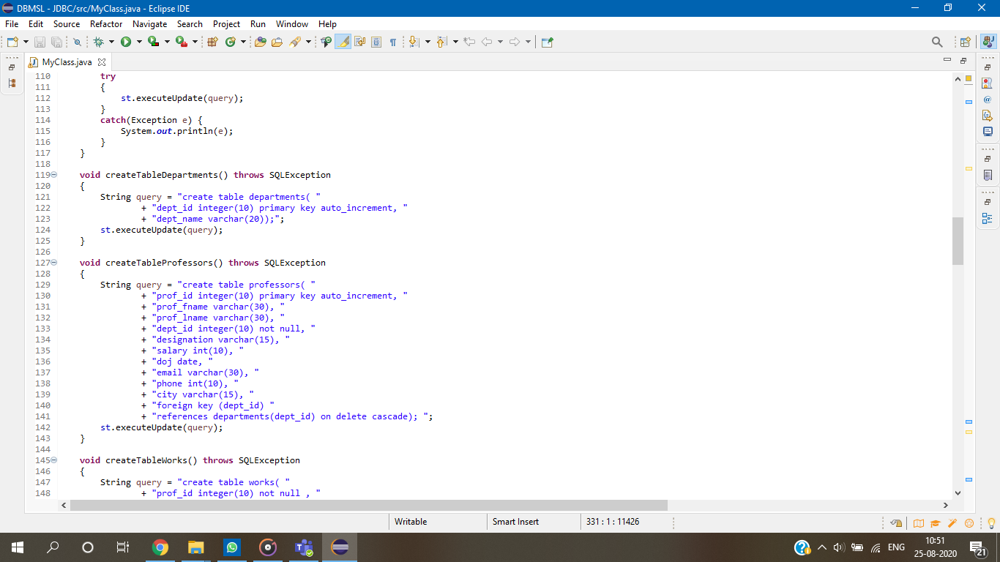 DBMSL - JDBC/src/MyClass.java - Eclipse IDE
File Edit Source Refactor Navigate Search Project Run Window Help
MyClass.java
110 try
111 {
112 st.executeUpdate(query);
113 }
114 catch(Exception e) {
115 System.out.println(e);
116 }
117 }
118
119 void createTableDepartments() throws SQLException
120 {
121 String query = "create table departments( "
122 + "dept_id integer(10) primary key auto_increment, "
123 + "dept_name varchar(20));";
124 st.executeUpdate(query);
125 }
126
127 void createTableProfessors() throws SQLException
128 {
129 String query = "create table professors( "
130 + "prof_id integer(10) primary key auto_increment, "
131 + "prof_fname varchar(30), "
132 + "prof_lname varchar(30), "
133 + "dept_id integer(10) not null, "
134 + "designation varchar(15), "
135 + "salary int(10), "
136 + "doj date, "
137 + "email varchar(30), "
138 + "phone int(10), "
139 + "city varchar(15), "
140 + "foreign key (dept_id) "
141 + "references departments(dept_id) on delete cascade); ";
142 st.executeUpdate(query);
143 }
144
145 void createTableWorks() throws SQLException
146 {
147 String query = "create table works( "
148 + "prof_id integer(10) not null , "
Writable Smart Insert 331 : 1 : 11426
ENG 10:51
25-08-2020 21